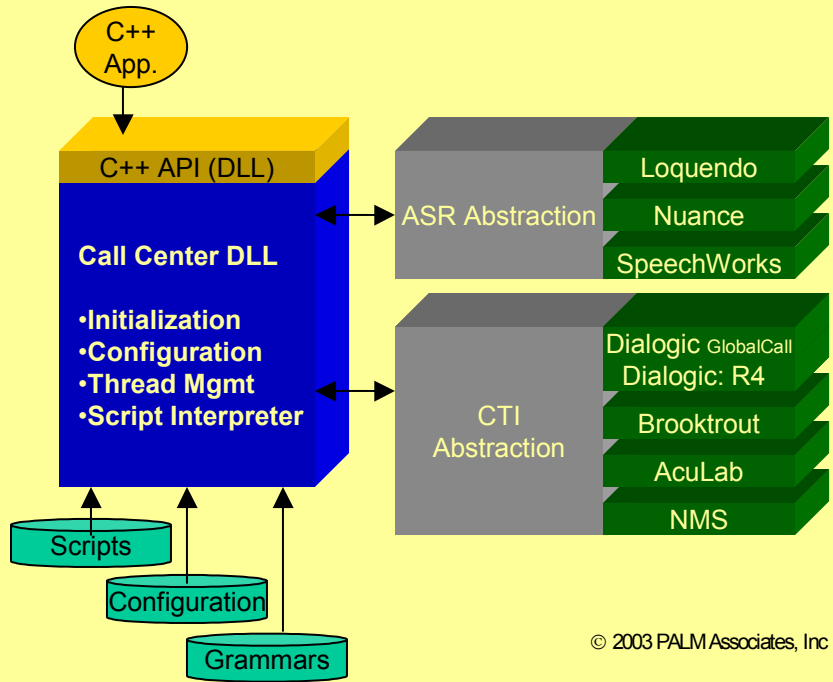 C++
App.
C++ API (DLL)
Call Center DLL
•Initialization
•Configuration
•Thread Mgmt
•Script Interpreter
ASR Abstraction
Loquendo
Nuance
SpeechWorks
CTI
Abstraction
Dialogic GlobalCall
Dialogic: R4
Brooktrout
AcuLab
NMS
Scripts
Configuration
Grammars
© 2003 PALM Associates, Inc